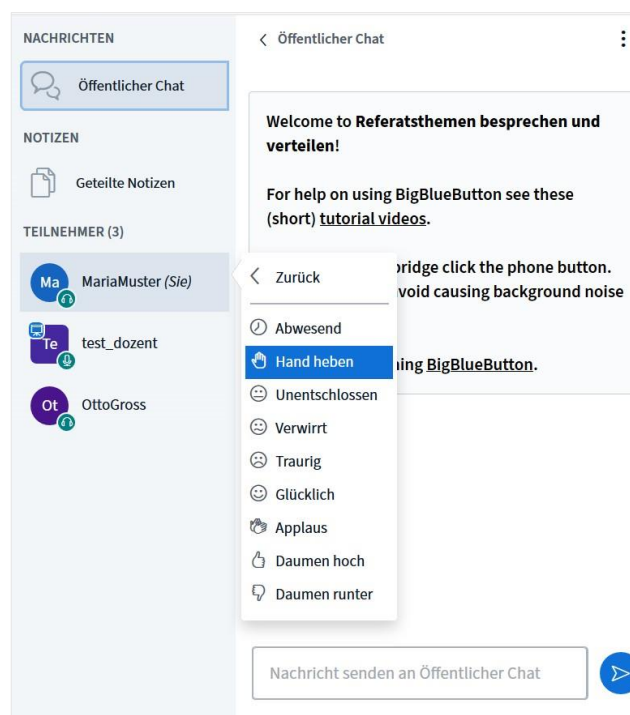 NACHRICHTEN
Öffentlicher Chat
NOTIZEN
Geteilte Notizen
TEILNEHMER (3)
Ma
MariaMuster (Sie)
Te
test_dozent
Ot
OttoGross
Öffentlicher Chat
Welcome to Referatsthemen besprechen und
verteilen!
For help on using BigBlueButton see these
(short) tutorial videos.
click the phone button.
causing background noise
BigBlueButton.
Zurück
Abwesend
Hand heben
Unentschlossen
Verwirrt
Traurig
Glücklich
Applaus
Daumen hoch
Daumen runter
Nachricht senden an Öffentlicher Chat